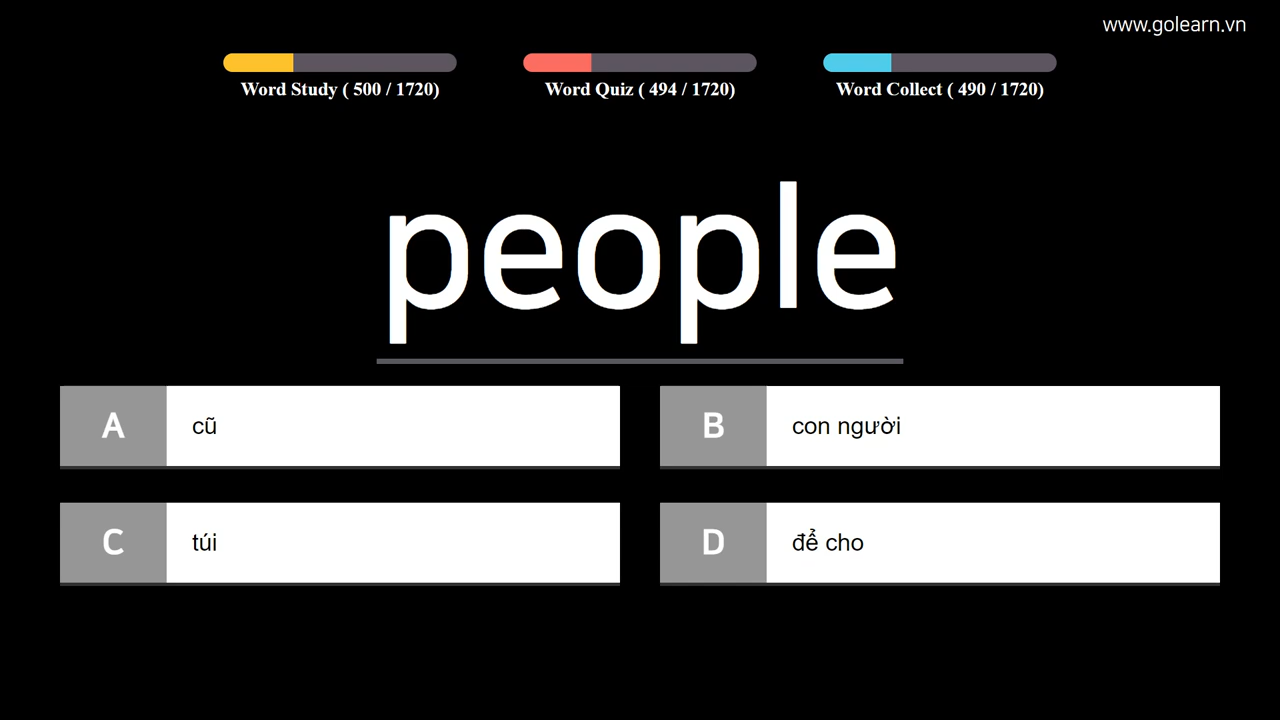 www.golearn.vn
Word Study ( 500 / 1720)
Word Quiz ( 494 / 1720)
Word Collect ( 490 / 1720)
people
A cũ
B con người
C túi
D để cho